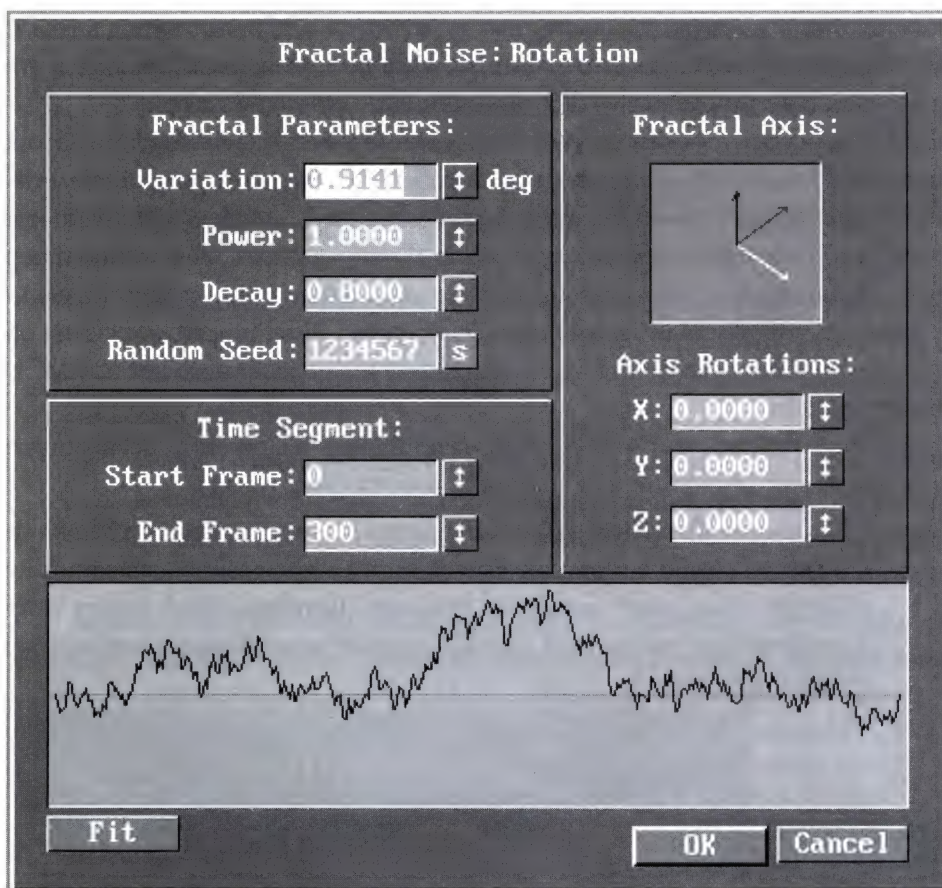 Fractal Noise: Rotation
Fractal Parameters:
Variation: 0.9141 deg
Power: 1.0000
Decay: 0.8000
Random Seed: 1234567 s
Time Segment:
Start Frame: 0
End Frame: 300
Fractal Axis:
Axis Rotations:
X: 0.0000
Y: 0.0000
Z: 0.0000
Fit
OK Cancel